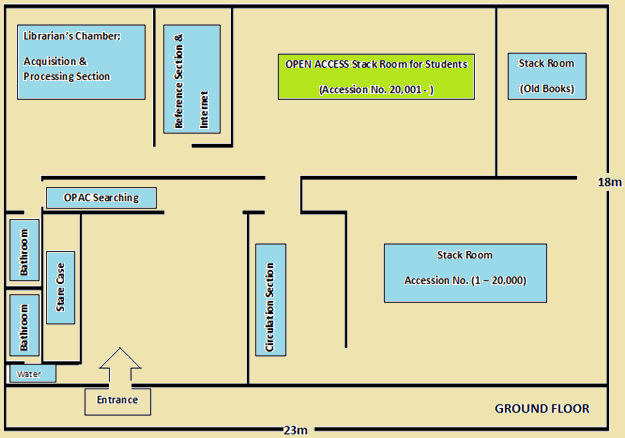 Librarian's Chamber:
Acquisition &
Processing Section
Reference Section &
Internet
OPEN ACCESS Stack Room for Students
(Accession No. 20,001 - )
Stack Room
(Old Books)
18m
OPAC Searching
Bathroom
Stare Case
Circulation Section
Stack Room
Accession No. (1 – 20,000)
Bathroom
Water
Entrance
GROUND FLOOR
23m